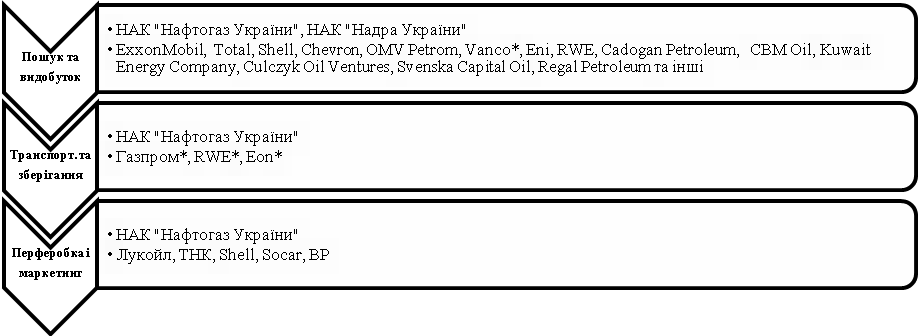 Пошук та
видобуток
• НАК "Нафтогаз України", НАК "Надра України"
• ExxonMobil, Total, Shell, Chevron, OMV Petrom, Vanco*, Eni, RWE, Cadogan Petroleum, CBM Oil, Kuwait
Energy Company, Culczyk Oil Ventures, Svenska Capital Oil, Regal Petroleum та інші
Транспорт.та
зберігання
• НАК "Нафтогаз України"
• Газпром*, RWE*, Eon*
Перферобка і
маркетинг
• НАК "Нафтогаз України"
• Лукойл, ТНК, Shell, Socar, BP